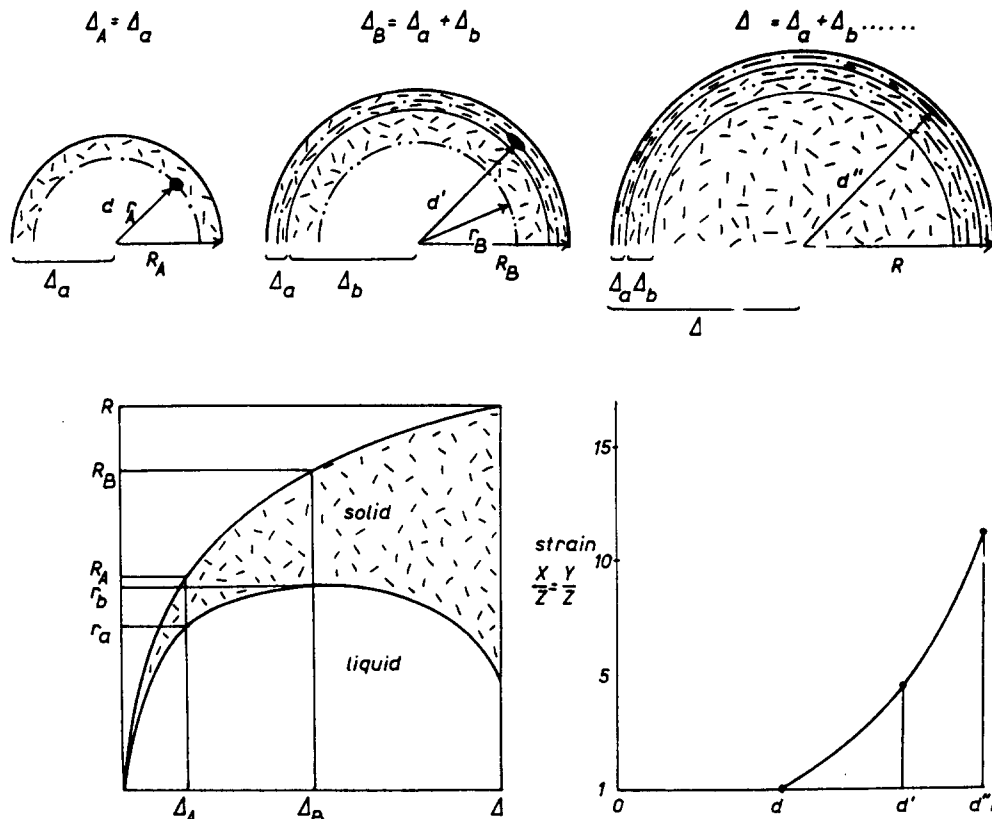 Δ_A = Δ_a
Δ_B = Δ_a + Δ_b
Δ = Δ_a + Δ_b ......
d r_A
R_A
Δ_a
d'
r_B
R_B
Δ_a Δ_b
d"
R
Δ_a Δ_b
Δ
R
R_B
R_A
r_b
r_a
solid
liquid
Δ_A Δ_B Δ
15
10
5
1
strain
X/Z = Y/Z
0 d d' d"